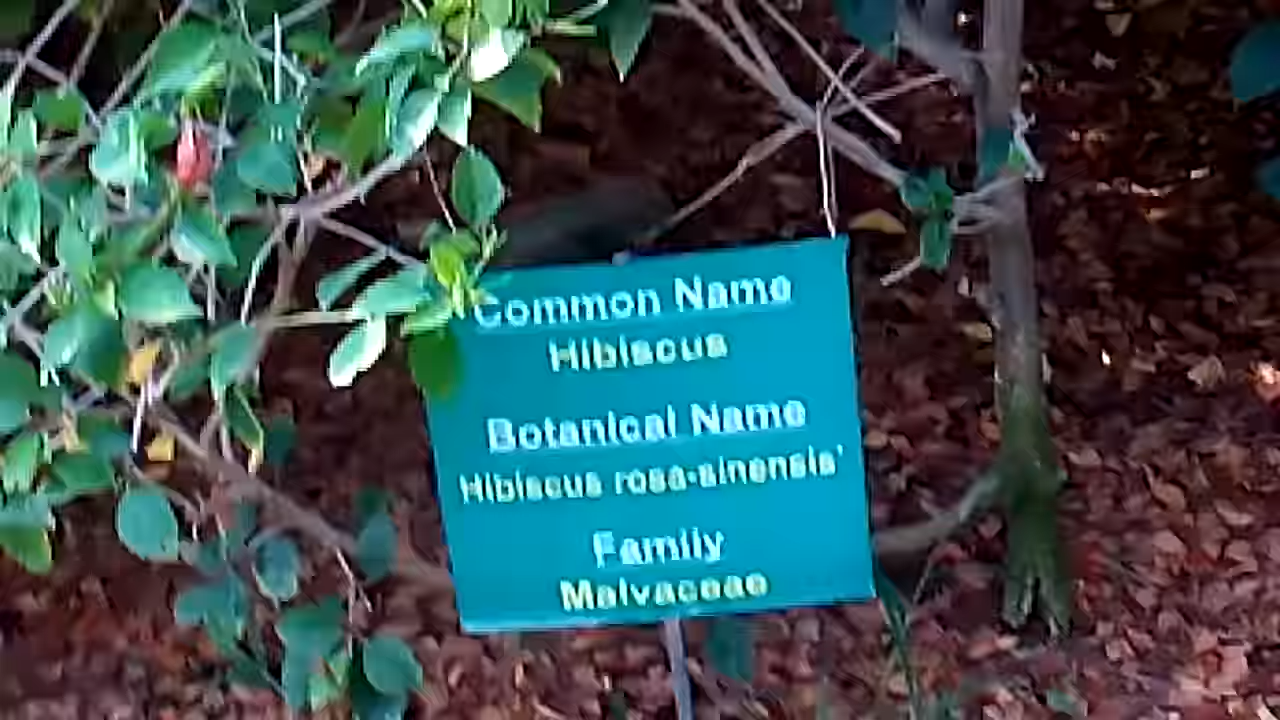 Common Name
Hibiscus
Botanical Name
Hibiscus rosa-sinensis'
Family
Malvaceae